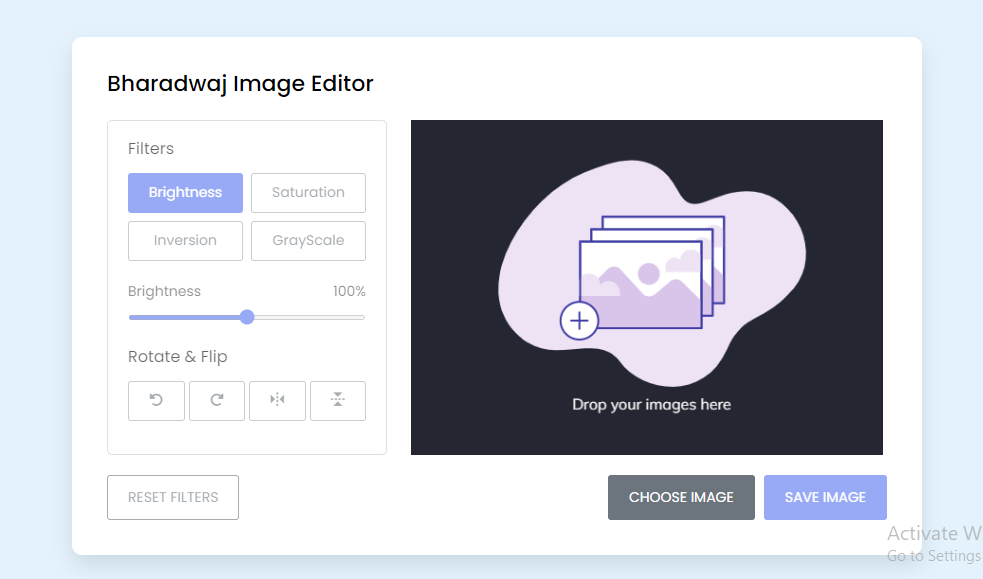 Bharadwaj Image Editor
Filters
Brightness
Saturation
Inversion
GrayScale
Brightness
100%
Rotate & Flip
Drop your images here
RESET FILTERS
CHOOSE IMAGE
SAVE IMAGE
Activate W
Go to Settings